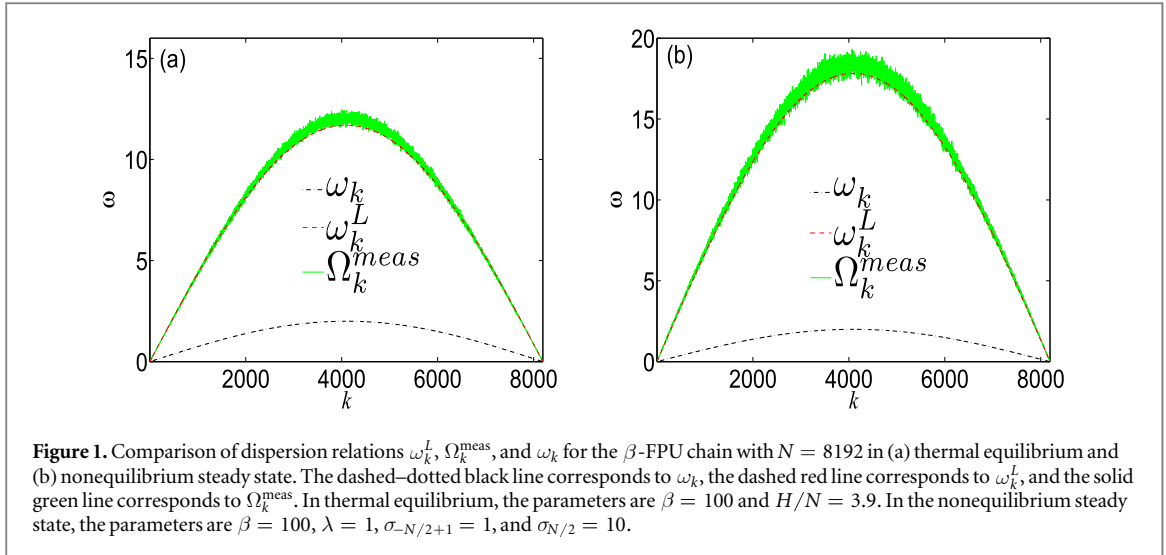 (a)
15
10
5
0
ω
ω_k
ω_k^L
Ω_k^{meas}
2000 4000 6000 8000
k
(b)
20
15
10
5
0
ω
ω_k
ω_k^L
Ω_k^{meas}
2000 4000 6000 8000
k
Figure 1. Comparison of dispersion relations ω_k^L, Ω_k^{meas}, and ω_k for the β-FPU chain with N = 8192 in (a) thermal equilibrium and
(b) nonequilibrium steady state. The dashed–dotted black line corresponds to ω_k, the dashed red line corresponds to ω_k^L, and the solid
green line corresponds to Ω_k^{meas}. In thermal equilibrium, the parameters are β = 100 and H/N = 3.9. In the nonequilibrium steady
state, the parameters are β = 100, λ = 1, σ_{−N/2+1} = 1, and σ_{N/2} = 10.